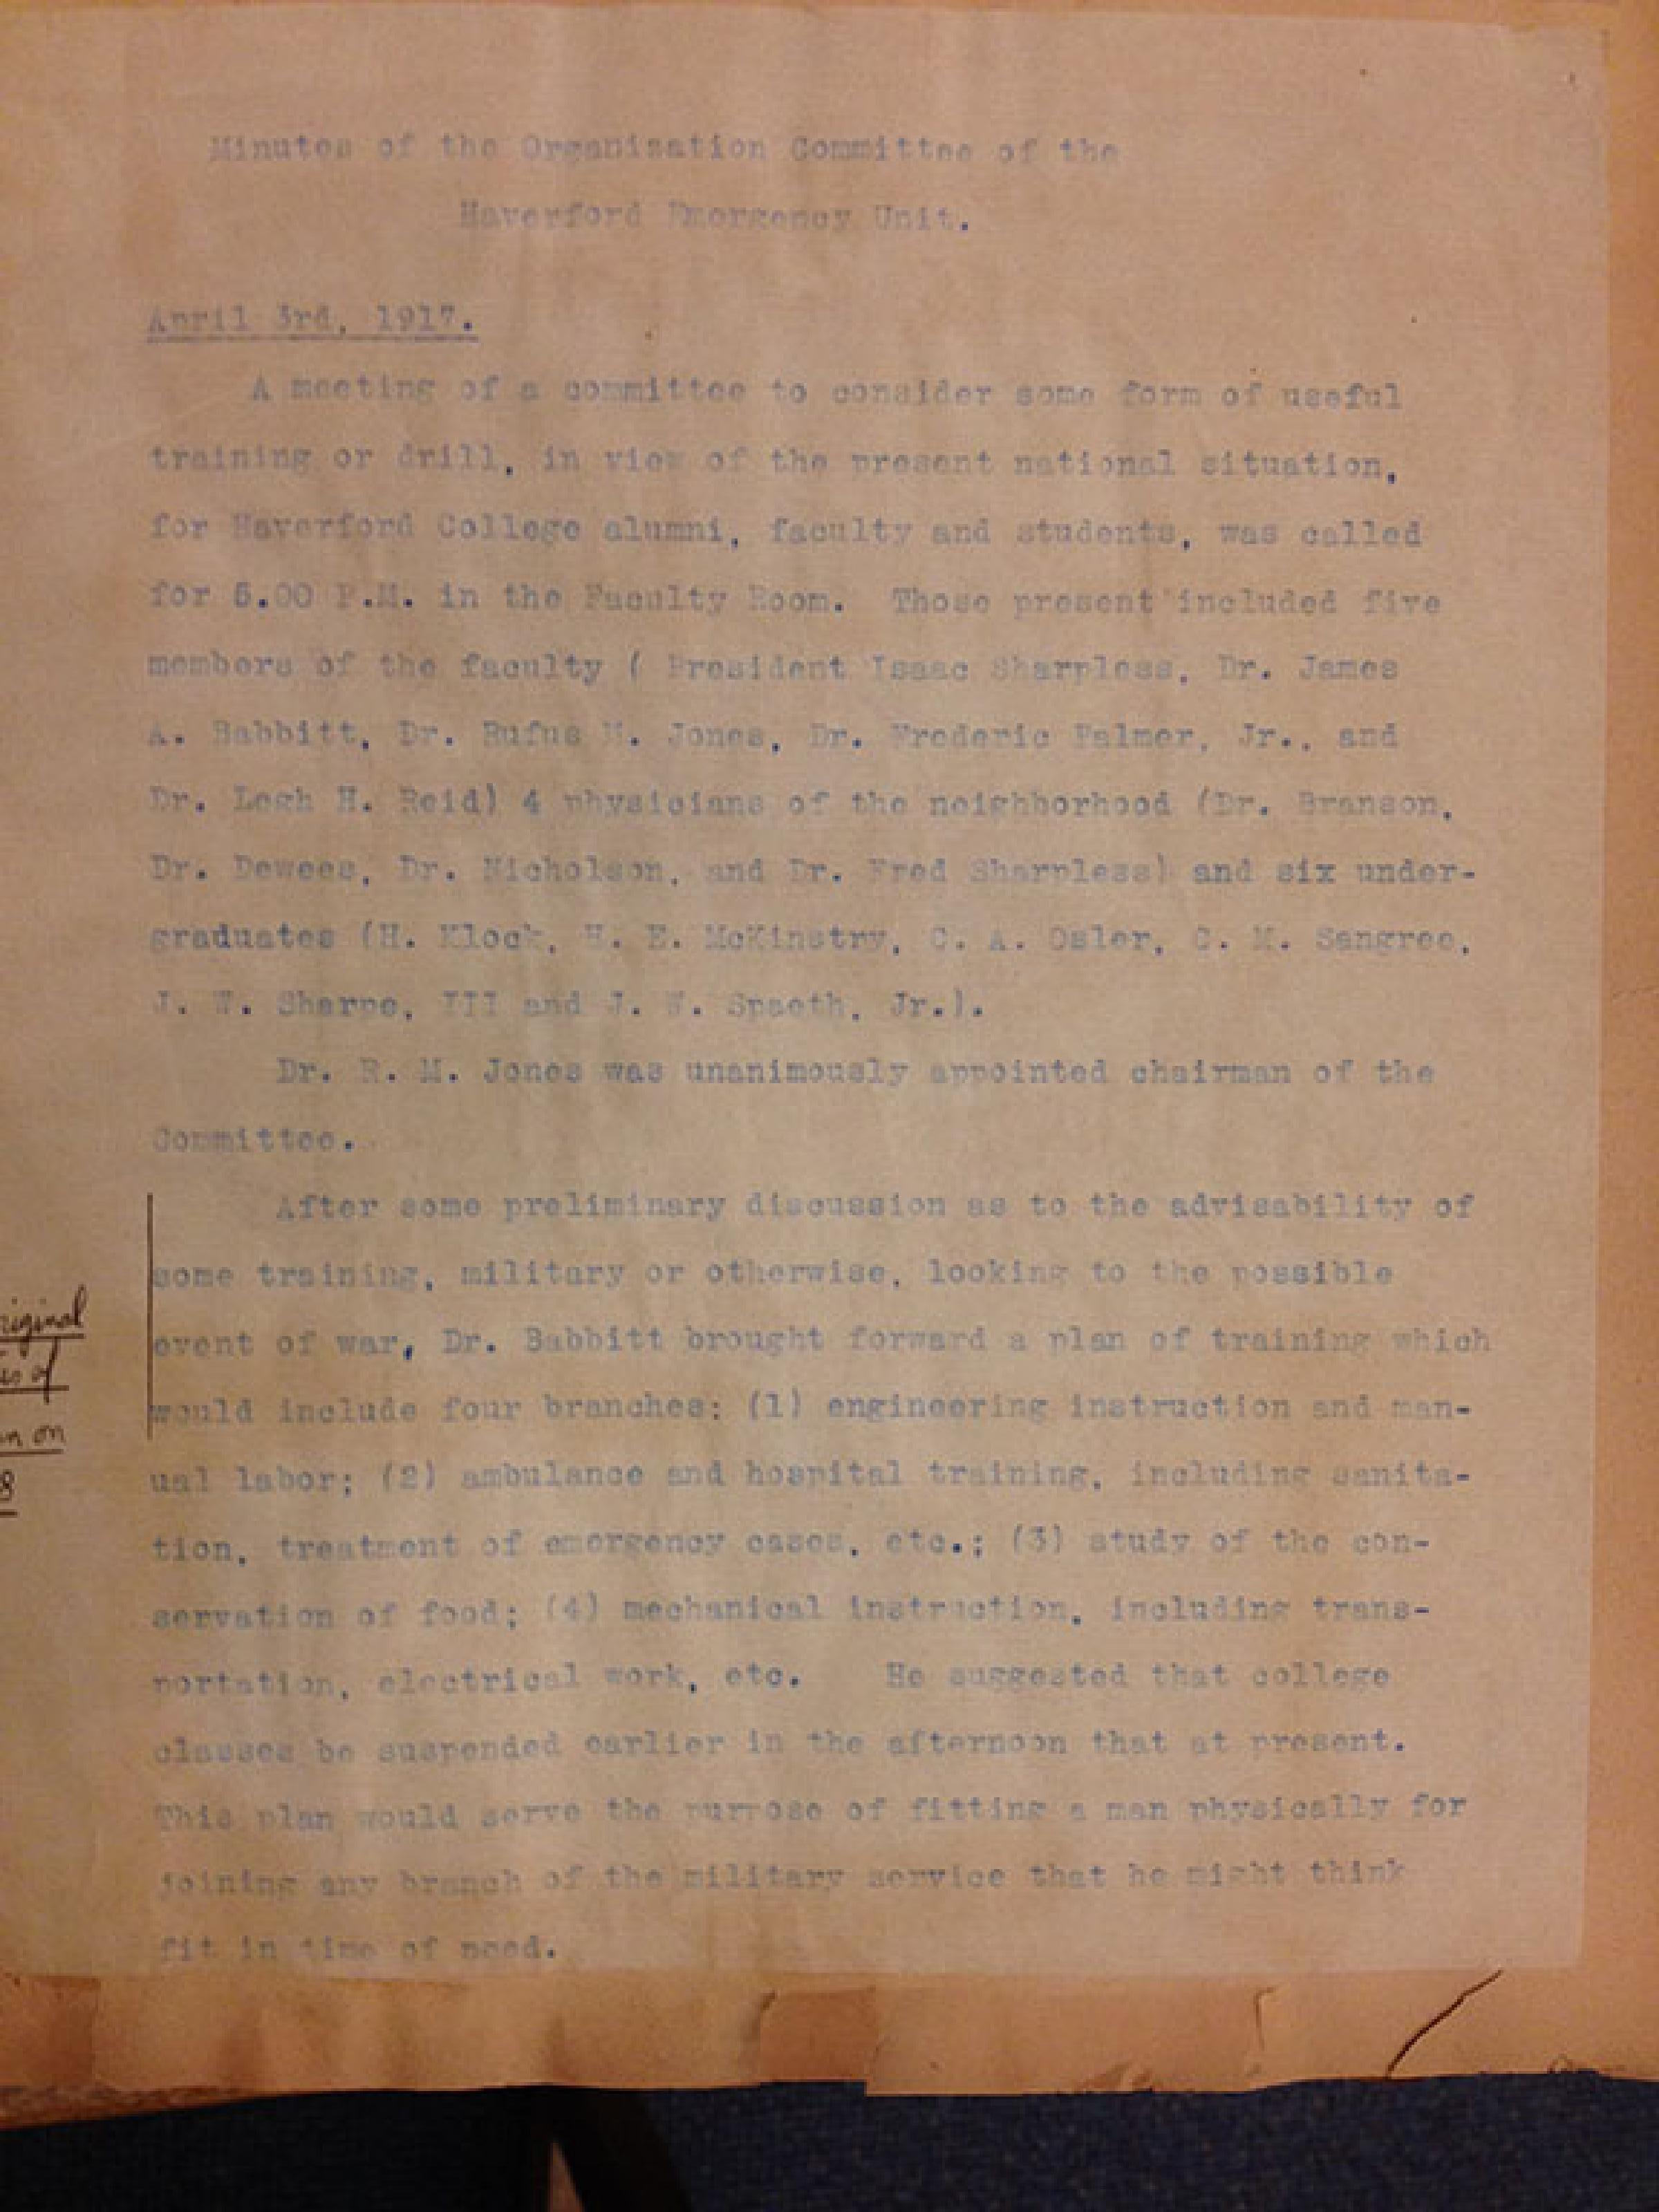 Minutes of the Organization Committee of the
Haverford Emergency Unit.
April 3rd, 1917.
A meeting of a committee to consider some form of useful
training or drill, in view of the present national situation,
for Haverford College alumni, faculty and students, was called
for 5.00 P.M. in the Faculty Room. Those present included five
members of the faculty ( President Isaac Sharpless, Dr. James
A. Babbitt, Dr. Rufus M. Jones, Dr. Frederic Palmer, Jr., and
Dr. Legh H. Reid) 4 physicians of the neighborhood (Dr. Branson,
Dr. Dewees, Dr. Nicholson, and Dr. Fred Sharpless) and six under-
graduates (H. Klock, H. E. McKinstry, C. A. Osler, C. M. Sangree,
J. W. Sharpe, III and J. W. Spaeth, Jr.).
Dr. R. M. Jones was unanimously appointed chairman of the
Committee.
After some preliminary discussion as to the advisability of
some training, military or otherwise, looking to the possible
event of war, Dr. Babbitt brought forward a plan of training which
would include four branches: (1) engineering instruction and man-
ual labor; (2) ambulance and hospital training, including sanita-
tion, treatment of emergency cases, etc.; (3) study of the con-
servation of food; (4) mechanical instruction, including trans-
portation, electrical work, etc. He suggested that college
classes be suspended earlier in the afternoon that at present.
This plan would serve the purpose of fitting a man physically for
joining any branch of the military service that he might think
fit in time of need.
riginal
es of
n on
8